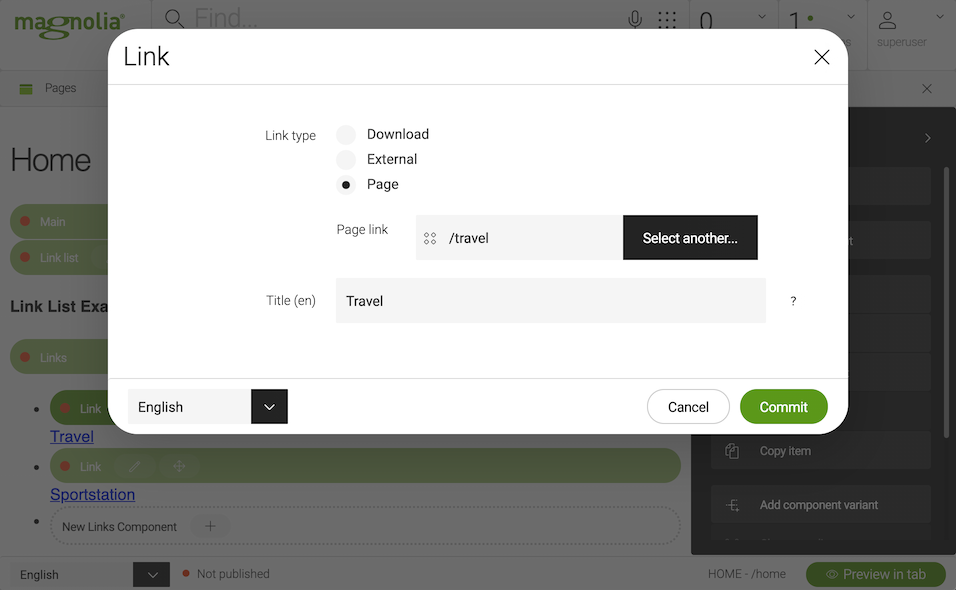 magnolia
Find...
0
1
superuser
Pages
Link
Home
Main
Link list
Link List Exa
Links
Link
Travel
Link
Sportstation
New Links Component
Link type
Download
External
Page
Page link
/travel
Select another...
Title (en)
Travel
?
English
Cancel
Commit
Copy item
Add component variant
English
Not published
HOME - /home
Preview in tab